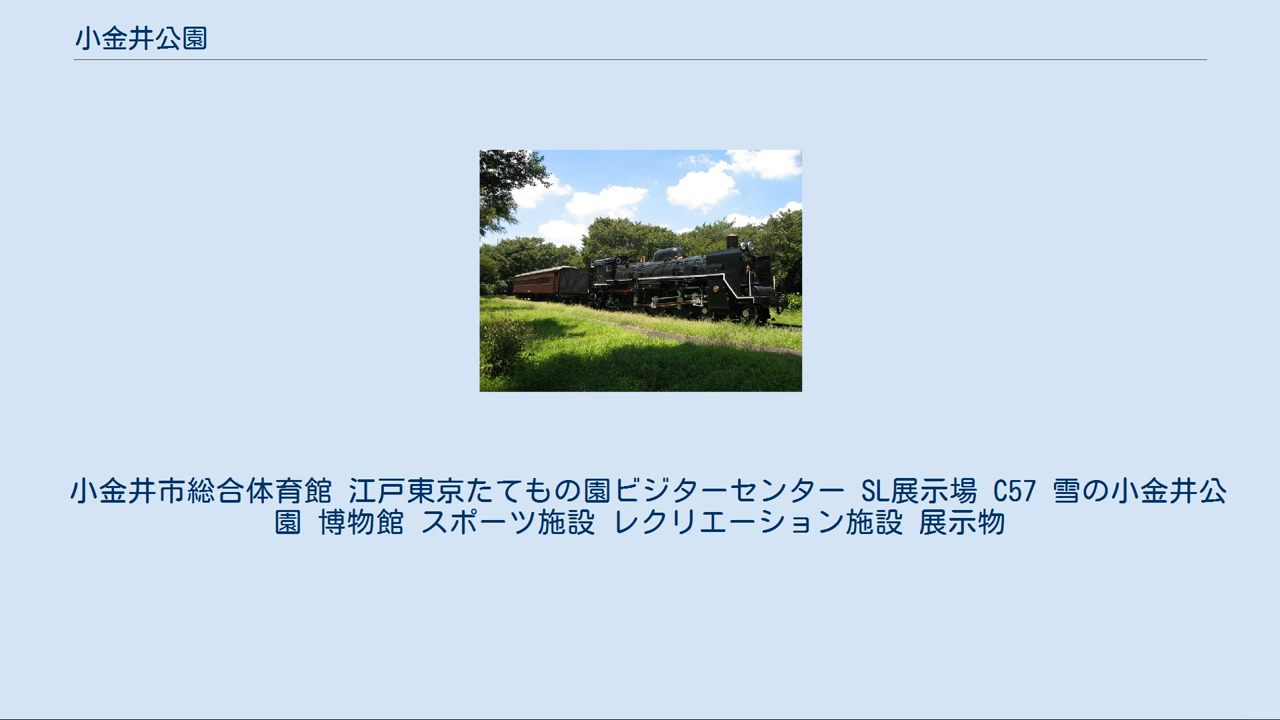 小金井公園
小金井市総合体育館 江戸東京たてもの園ビジターセンター SL展示場 C57 雪の小金井公
園 博物館 スポーツ施設 レクリエーション施設 展示物